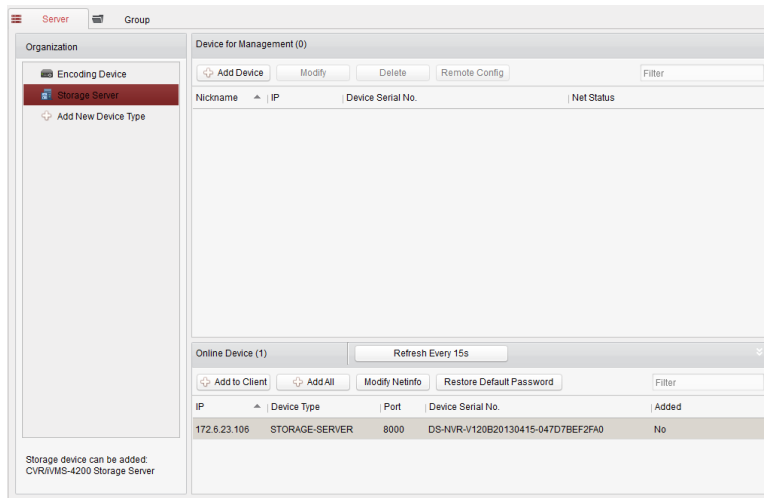 Server
Group
Organization
Encoding Device
Storage Server
Add New Device Type
Storage device can be added:
CVR/iVMS-4200 Storage Server
Device for Management (0)
Add Device Modify Delete Remote Config Filter
Nickname IP Device Serial No. Net Status
Online Device (1) Refresh Every 15s
Add to Client Add All Modify Netinfo Restore Default Password Filter
IP Device Type Port Device Serial No. Added
172.6.23.106 STORAGE-SERVER 8000 DS-NVR-V120B20130415-047D7BEF2FA0 No